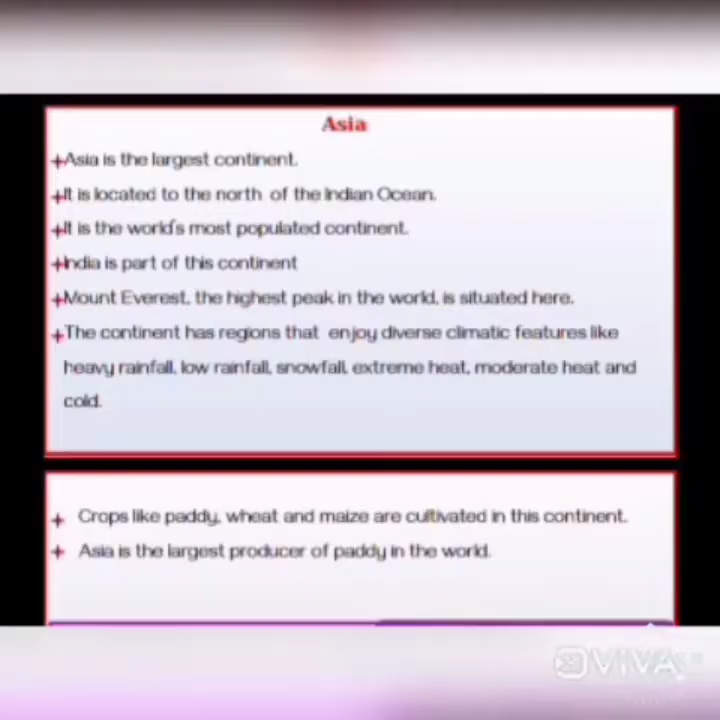 Asia
+Asia is the largest continent.
+It is located to the north of the Indian Ocean.
+It is the world's most populated continent.
+India is part of this continent
+Mount Everest, the highest peak in the world, is situated here.
+The continent has regions that enjoy diverse climatic features like
heavy rainfall, low rainfall, snowfall, extreme heat, moderate heat and
cold.
+ Crops like paddy, wheat and maize are cultivated in this continent.
+ Asia is the largest producer of paddy in the world.
VIVA